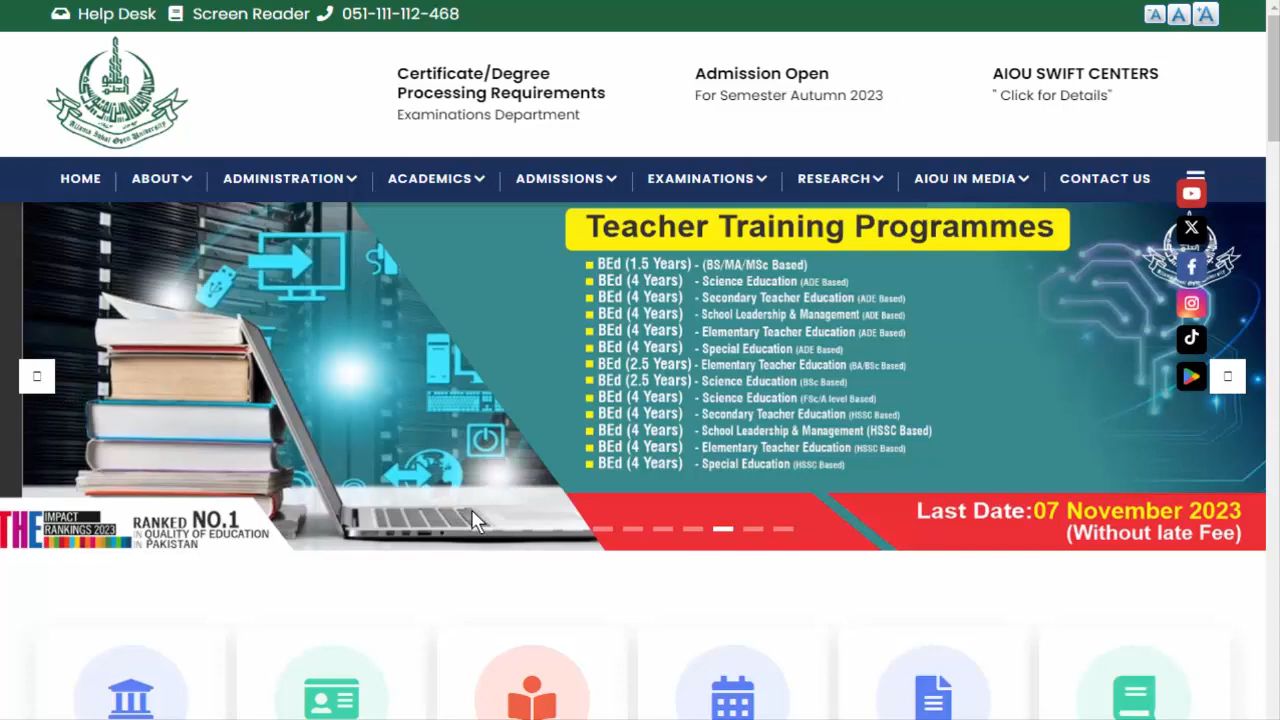 Help Desk Screen Reader 051-111-112-468
-A A +A
Certificate/Degree
Processing Requirements
Examinations Department
Admission Open
For Semester Autumn 2023
AIOU SWIFT CENTERS
" Click for Details"
Allama Iqbal Open University
HOME ABOUT ADMINISTRATION ACADEMICS ADMISSIONS EXAMINATIONS RESEARCH AIOU IN MEDIA CONTACT US
Teacher Training Programmes
BEd (1.5 Years) - (BS/MA/MSc Based)
BEd (4 Years) - Science Education (ADE Based)
BEd (4 Years) - Secondary Teacher Education (ADE Based)
BEd (4 Years) - School Leadership & Management (ADE Based)
BEd (4 Years) - Elementary Teacher Education (ADE Based)
BEd (4 Years) - Special Education (ADE Based)
BEd (2.5 Years) - Elementary Teacher Education (BA/BSc Based)
BEd (2.5 Years) - Science Education (BSc Based)
BEd (4 Years) - Science Education (FSc/A level Based)
BEd (4 Years) - Secondary Teacher Education (HSSC Based)
BEd (4 Years) - School Leadership & Management (HSSC Based)
BEd (4 Years) - Elementary Teacher Education (HSSC Based)
BEd (4 Years) - Special Education (HSSC Based)
THE IMPACT
RANKINGS 2023
RANKED NO.1
IN QUALITY OF EDUCATION
IN PAKISTAN
Last Date:07 November 2023
(Without late Fee)